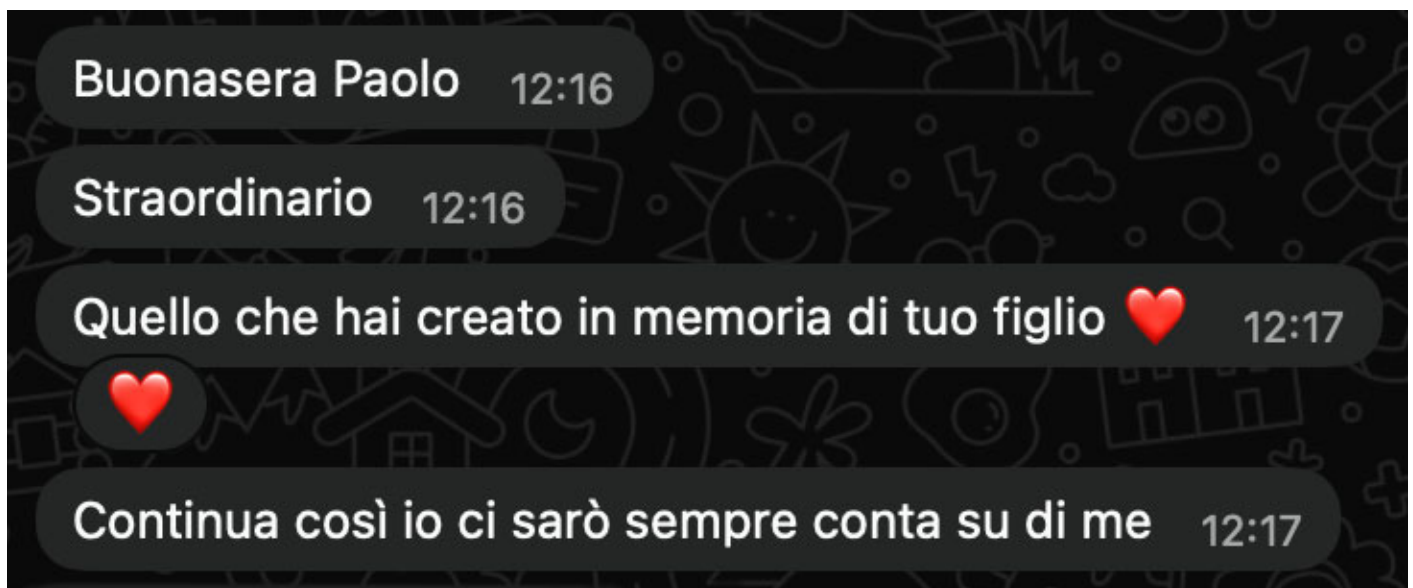 Buonasera Paolo 12:16
Straordinario 12:16
Quello che hai creato in memoria di tuo figlio ❤️ 12:17
❤️
Continua così io ci sarò sempre conta su di me 12:17